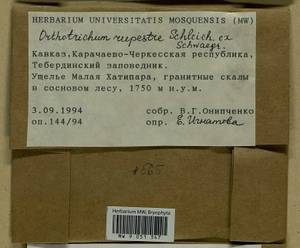 HERBARIUM UNIVERSITATIS MOSQUENSIS (MW)
Orthotrichum rupestre Schleich. ex
Schwaegr.
Кавказ. Карачаево-Черкесская республика,
Тебердинский заповедник.
Ущелье Малая Хатипара, гранитные скалы
в сосновом лесу, 1750 м н.у.м.
3.09.1994 собр. В.Г.Онипченко
оп.144/94 опр. Е. Игнатова
Herbarium MW, Bryophyta